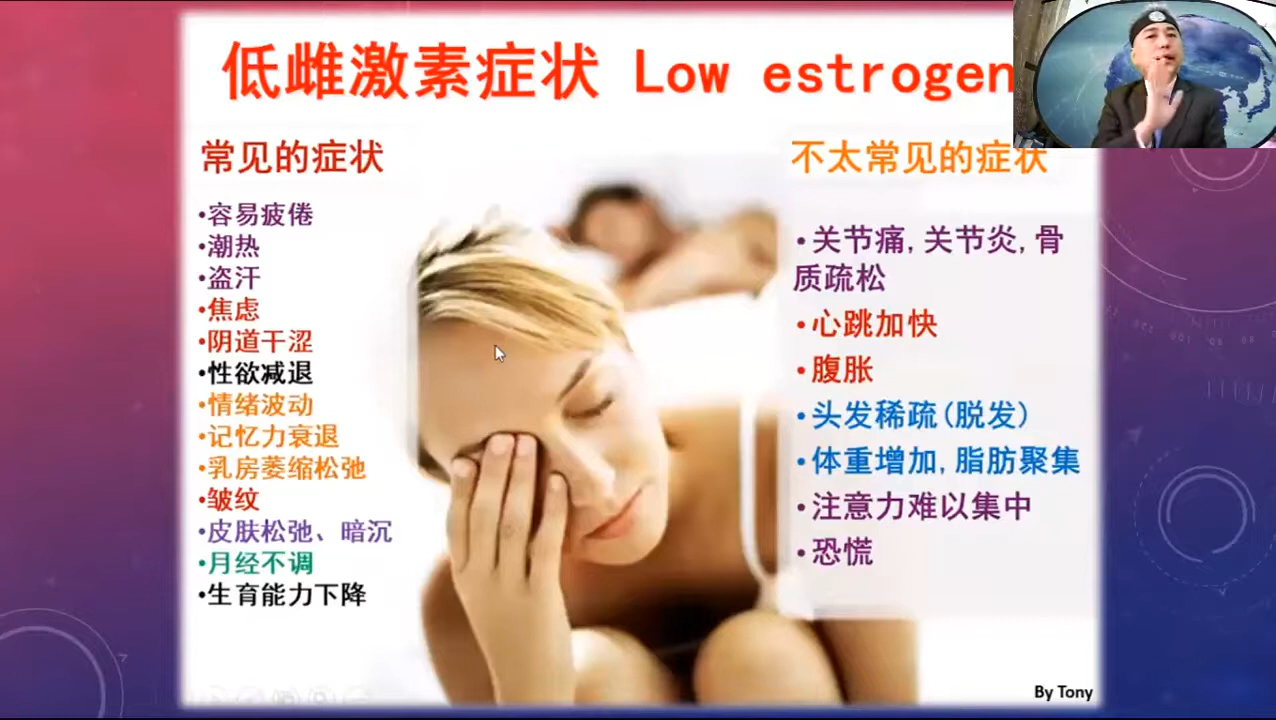 低雌激素症状 Low estrogen
常见的症状
•容易疲倦
•潮热
•盗汗
•焦虑
•阴道干涩
•性欲减退
•情绪波动
•记忆力衰退
•乳房萎缩松弛
•皱纹
•皮肤松弛、暗沉
•月经不调
•生育能力下降
不太常见的症状
•关节痛,关节炎,骨
质疏松
•心跳加快
•腹胀
•头发稀疏(脱发)
•体重增加,脂肪聚集
•注意力难以集中
•恐慌
By Tony